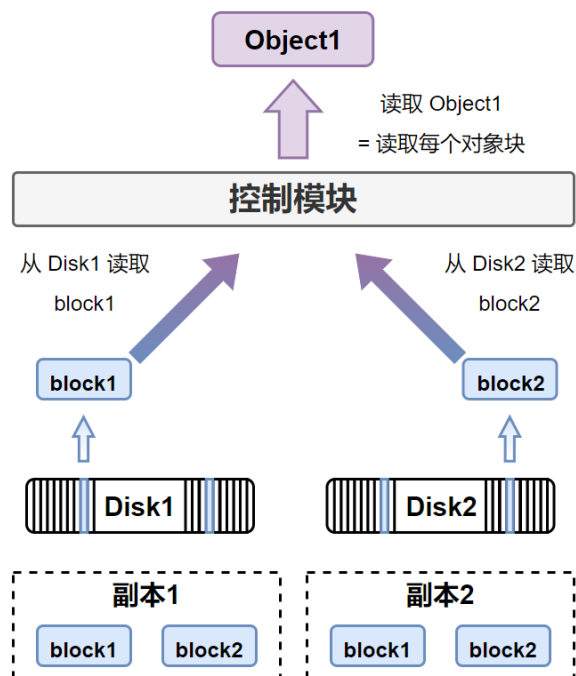 Object1
读取 Object1
= 读取每个对象块
控制模块
从 Disk1 读取
block1
从 Disk2 读取
block2
block1
block2
Disk1
Disk2
副本1
副本2
block1
block2
block1
block2